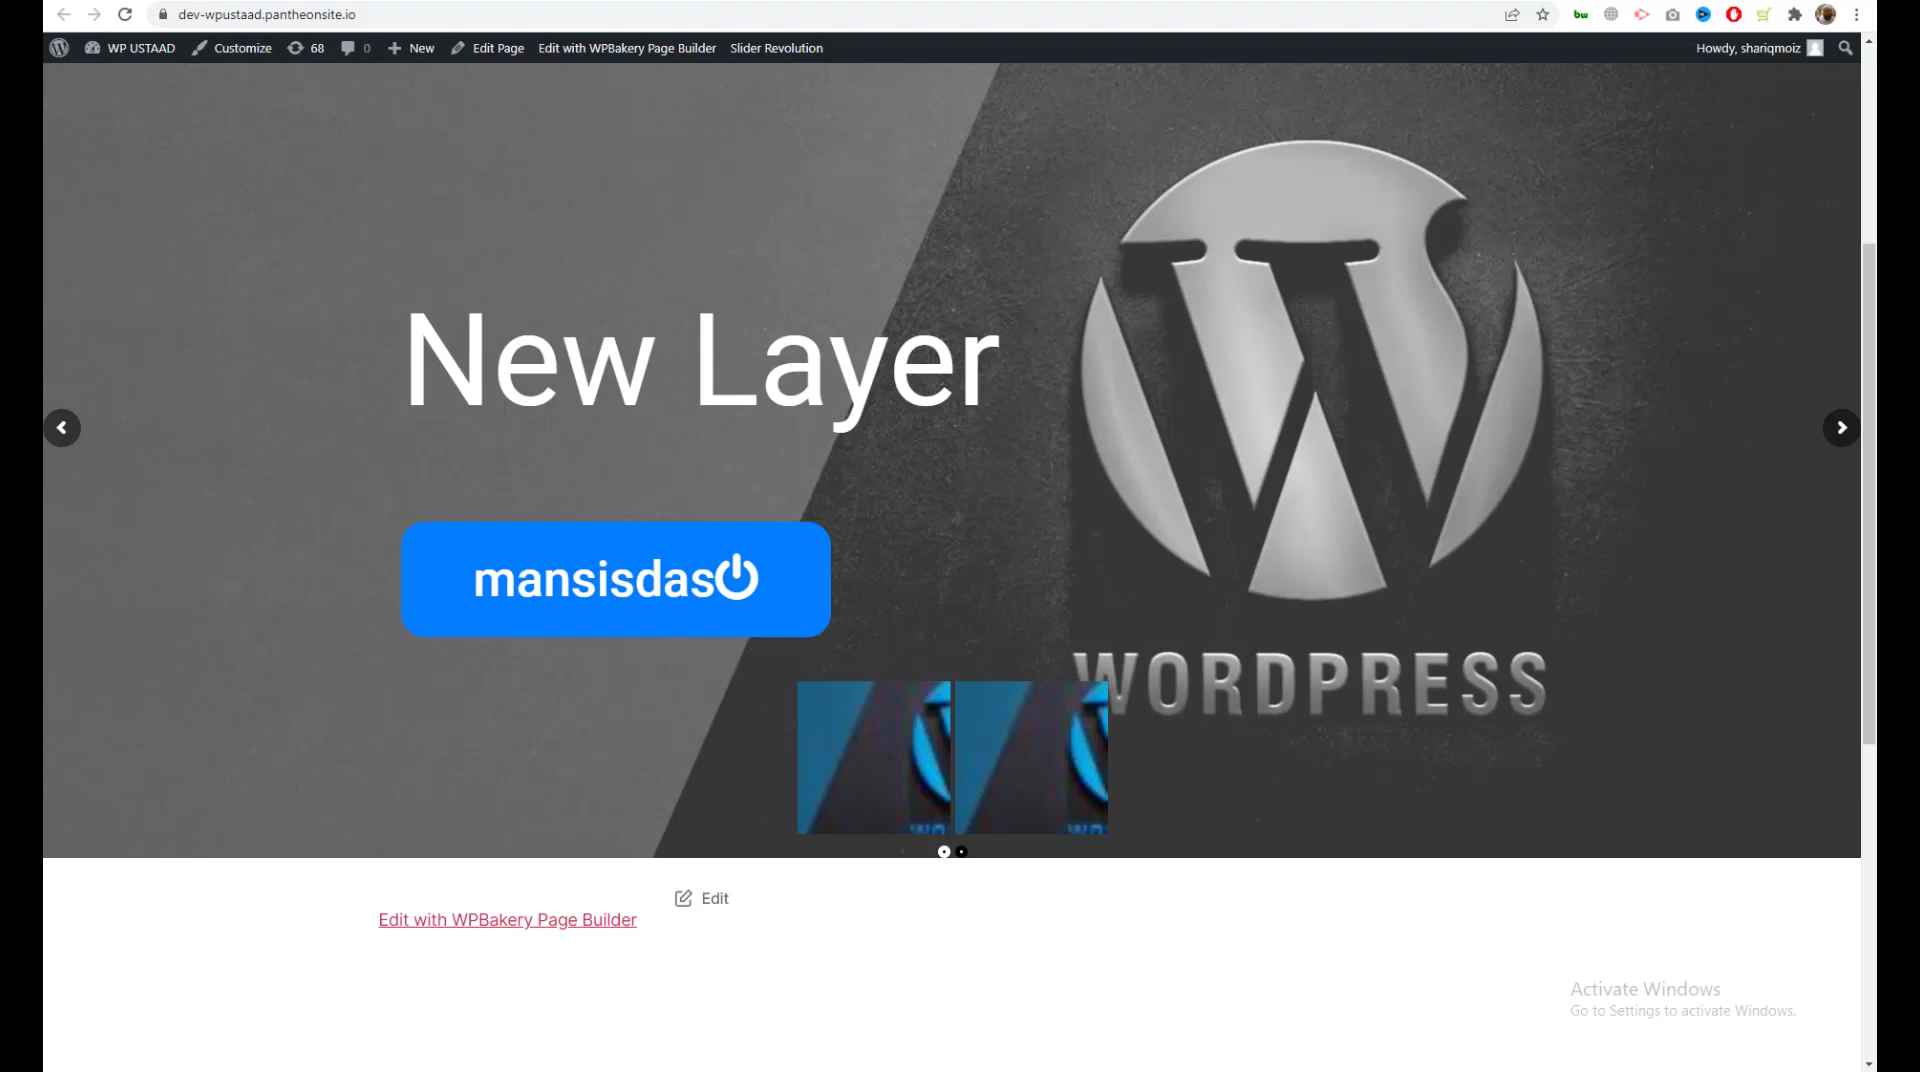 dev-wpustaad.pantheonsite.io
WP USTAAD Customize 68 0 New Edit Page Edit with WPBakery Page Builder Slider Revolution Howdy, shariqmoiz
New Layer
mansisdas
WORDPRESS
WO WO
Edit
Edit with WPBakery Page Builder
Activate Windows
Go to Settings to activate Windows.